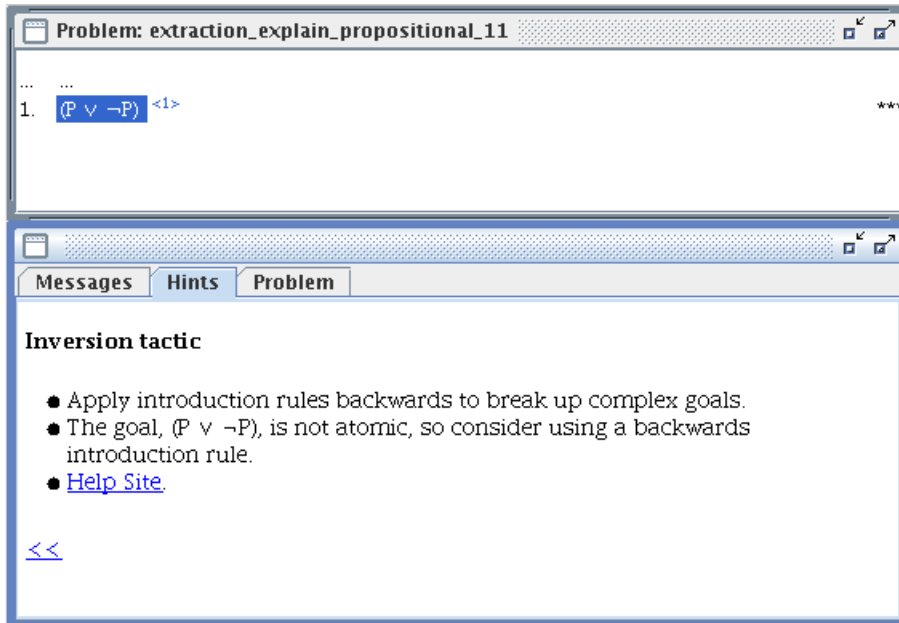 Problem: extraction_explain_propositional_11
... ...
1. (P ∨ ¬P) <1> ***
Messages Hints Problem
Inversion tactic
● Apply introduction rules backwards to break up complex goals.
● The goal, (P ∨ ¬P), is not atomic, so consider using a backwards
introduction rule.
● Help Site.
<<